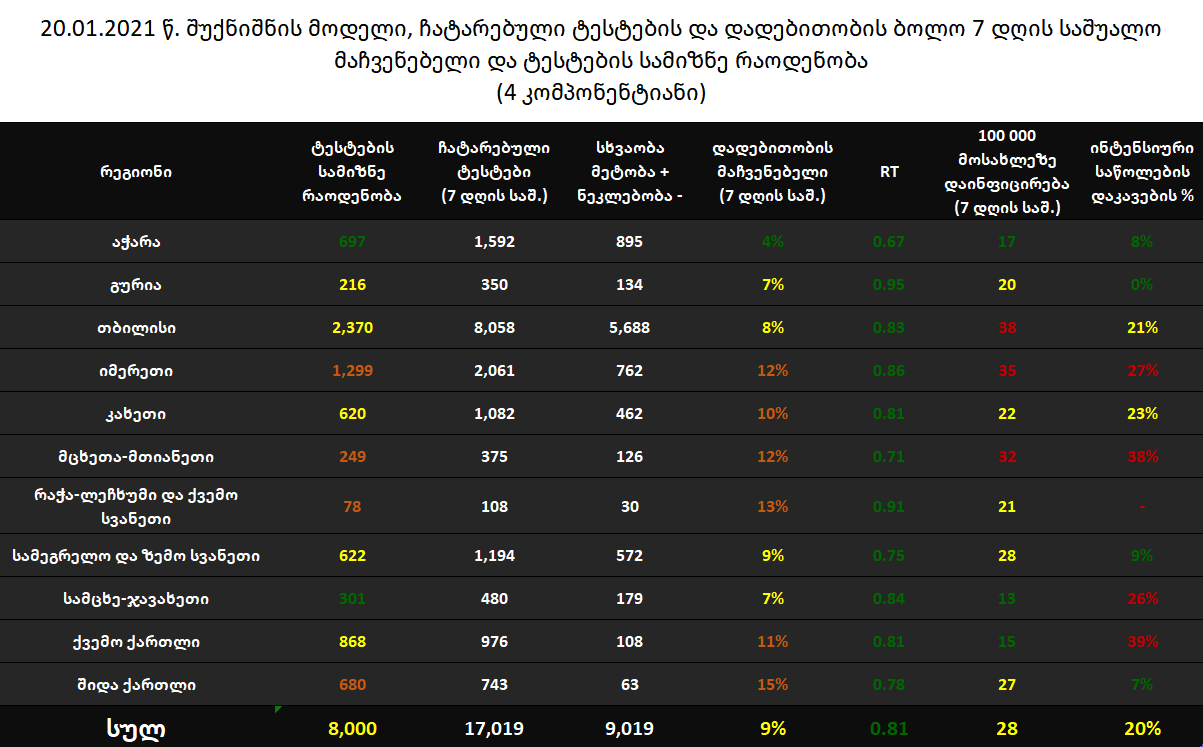 20.01.2021 წ. შუქნიშნის მოდელი, ჩატარებული ტესტების და დადებითობის ბოლო 7 დღის საშუალო
მაჩვენებელი და ტესტების სამიზნე რაოდენობა
(4 კომპონენტიანი)
რეგიონი
ტესტების
სამიზნე
რაოდენობა
ჩატარებული
ტესტები
(7 დღის საშ.)
სხვაობა
მეტობა +
ნეკლებობა -
დადებითობის
მაჩვენებელი
(7 დღის საშ.)
RT
100 000
მოსახლეზე
დაინფიცირება
(7 დღის საშ.)
ინტენსიური
საწოლების
დაკავების %
აჭარა 697 1,592 895 4% 0.67 17 8%
გურია 216 350 134 7% 0.95 20 0%
თბილისი 2,370 8,058 5,688 8% 0.83 38 21%
იმერეთი 1,299 2,061 762 12% 0.86 35 27%
კახეთი 620 1,082 462 10% 0.81 22 23%
მცხეთა-მთიანეთი 249 375 126 12% 0.71 32 38%
რაჭა-ლეჩხუმი და ქვემო
სვანეთი
78 108 30 13% 0.91 21 -
სამეგრელო და ზემო სვანეთი 622 1,194 572 9% 0.75 28 9%
სამცხე-ჯავახეთი 301 480 179 7% 0.84 13 26%
ქვემო ქართლი 868 976 108 11% 0.81 15 39%
შიდა ქართლი 680 743 63 15% 0.78 27 7%
სულ 8,000 17,019 9,019 9% 0.81 28 20%